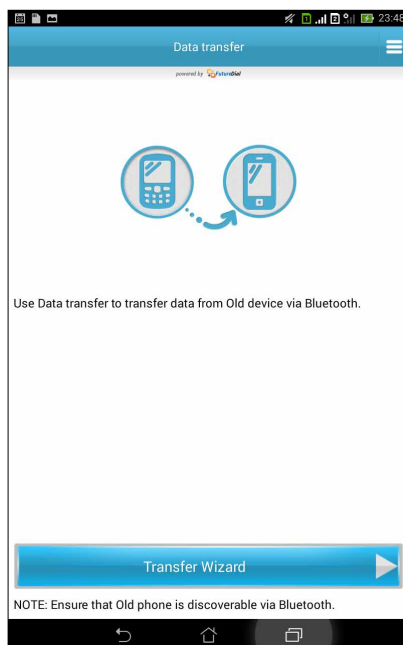 23:48
Data transfer
powered by FutureDial
Use Data transfer to transfer data from Old device via Bluetooth.
Transfer Wizard
NOTE: Ensure that Old phone is discoverable via Bluetooth.